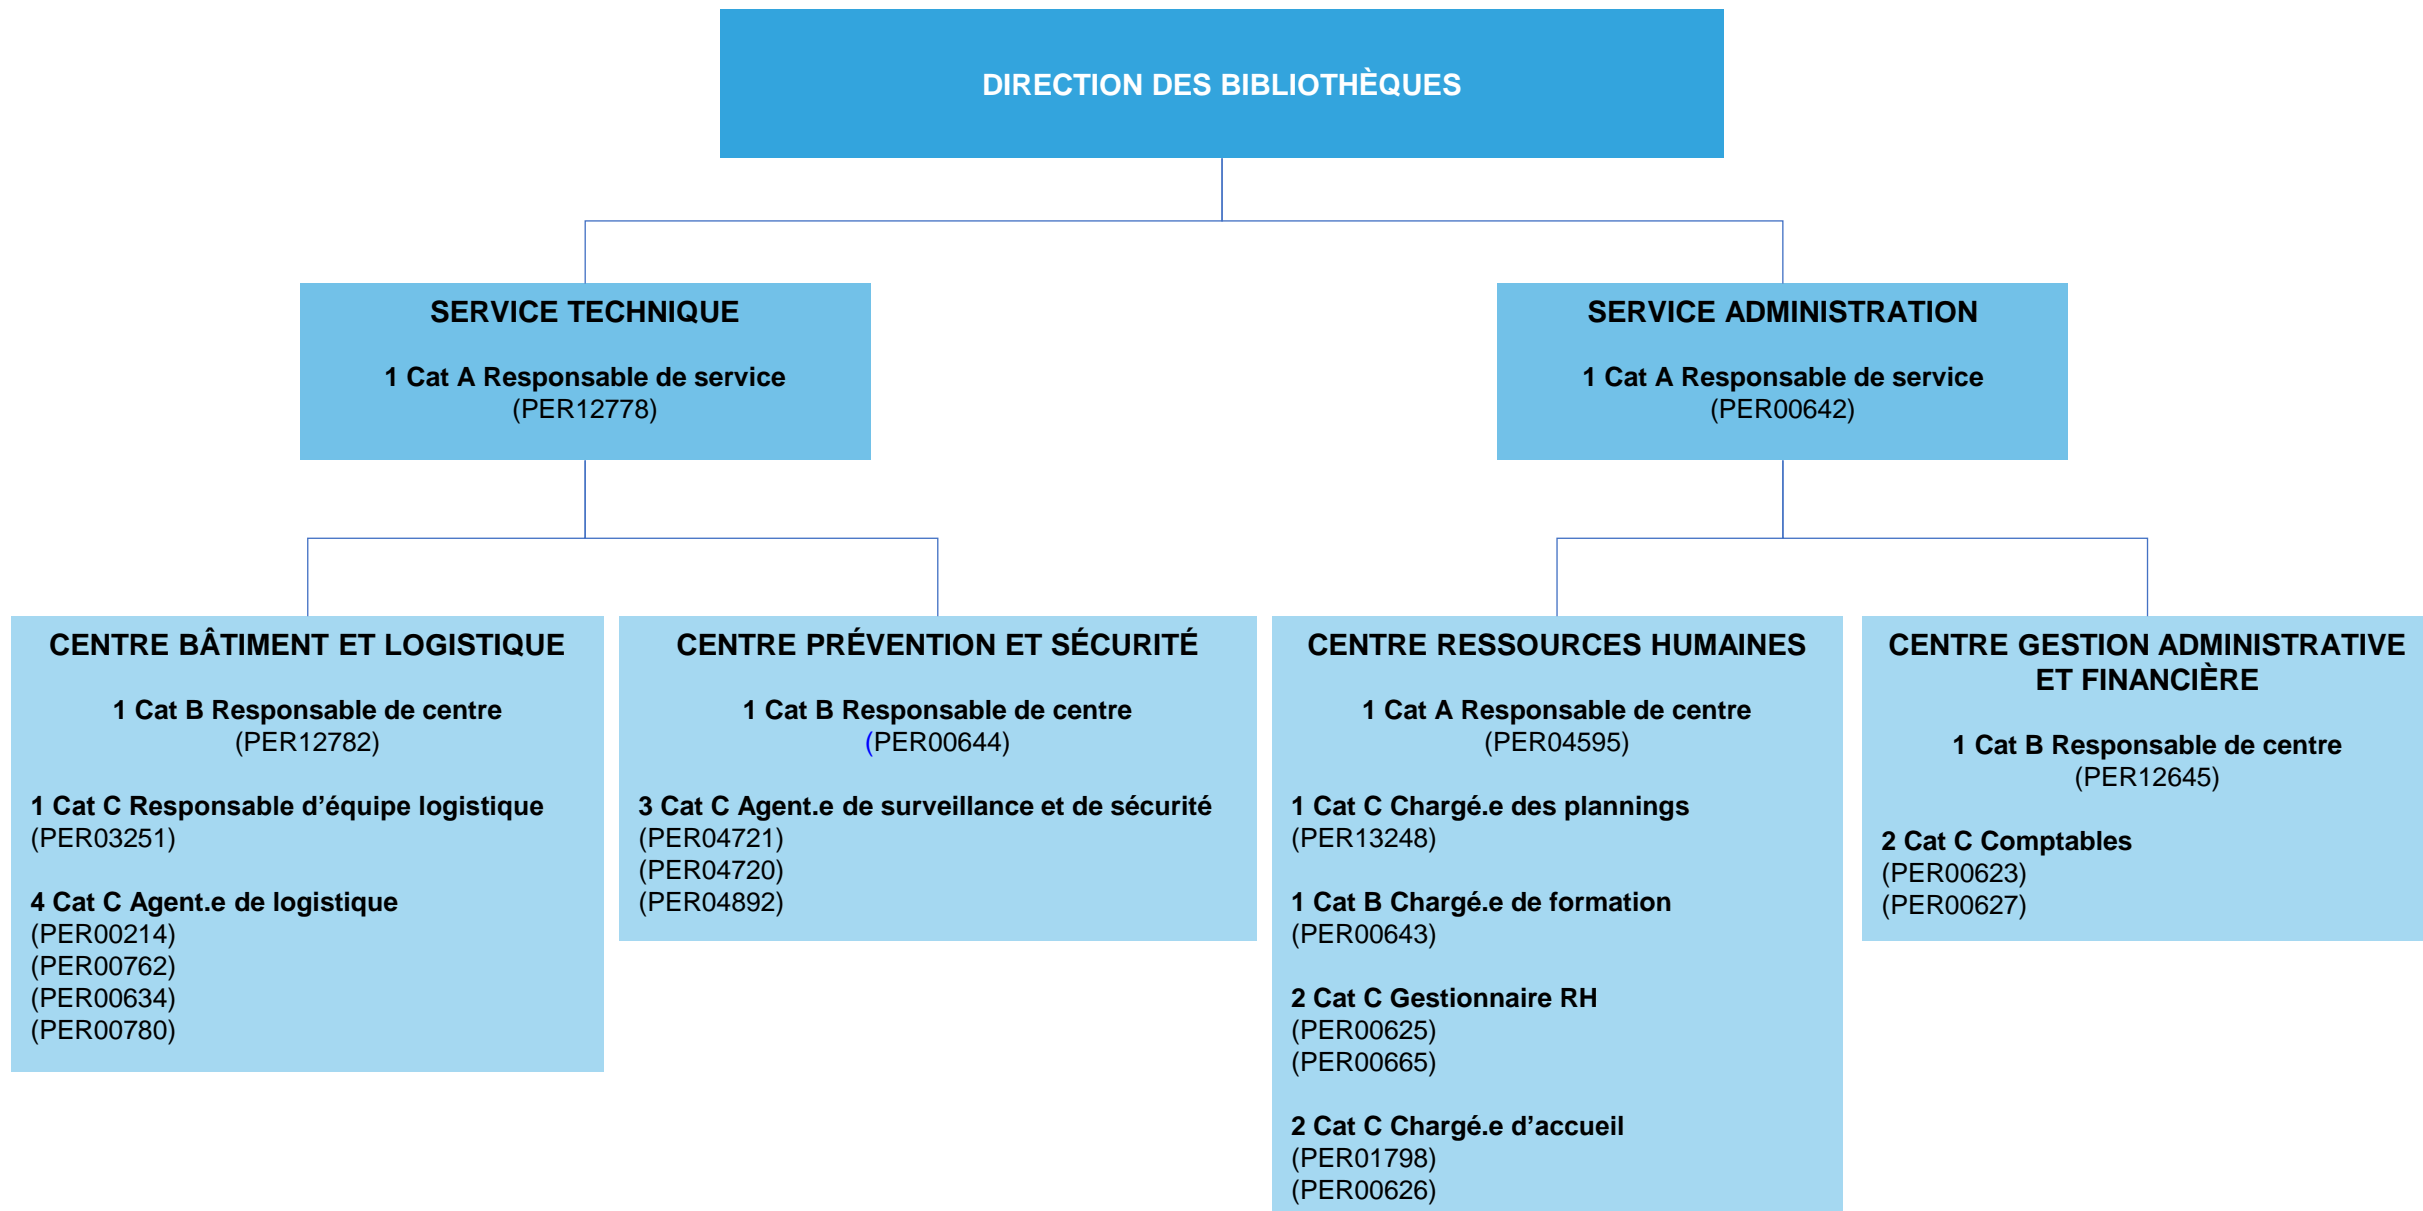 DIRECTION DES BIBLIOTHÈQUES
SERVICE TECHNIQUE
1 Cat A Responsable de service
(PER12778)
SERVICE ADMINISTRATION
1 Cat A Responsable de service
(PER00642)
CENTRE BÂTIMENT ET LOGISTIQUE
1 Cat B Responsable de centre
(PER12782)
1 Cat C Responsable d’équipe logistique
(PER03251)
4 Cat C Agent.e de logistique
(PER00214)
(PER00762)
(PER00634)
(PER00780)
CENTRE PRÉVENTION ET SÉCURITÉ
1 Cat B Responsable de centre
(PER00644)
3 Cat C Agent.e de surveillance et de sécurité
(PER04721)
(PER04720)
(PER04892)
CENTRE RESSOURCES HUMAINES
1 Cat A Responsable de centre
(PER04595)
1 Cat C Chargé.e des plannings
(PER13248)
1 Cat B Chargé.e de formation
(PER00643)
2 Cat C Gestionnaire RH
(PER00625)
(PER00665)
2 Cat C Chargé.e d’accueil
(PER01798)
(PER00626)
CENTRE GESTION ADMINISTRATIVE
ET FINANCIÈRE
1 Cat B Responsable de centre
(PER12645)
2 Cat C Comptables
(PER00623)
(PER00627)